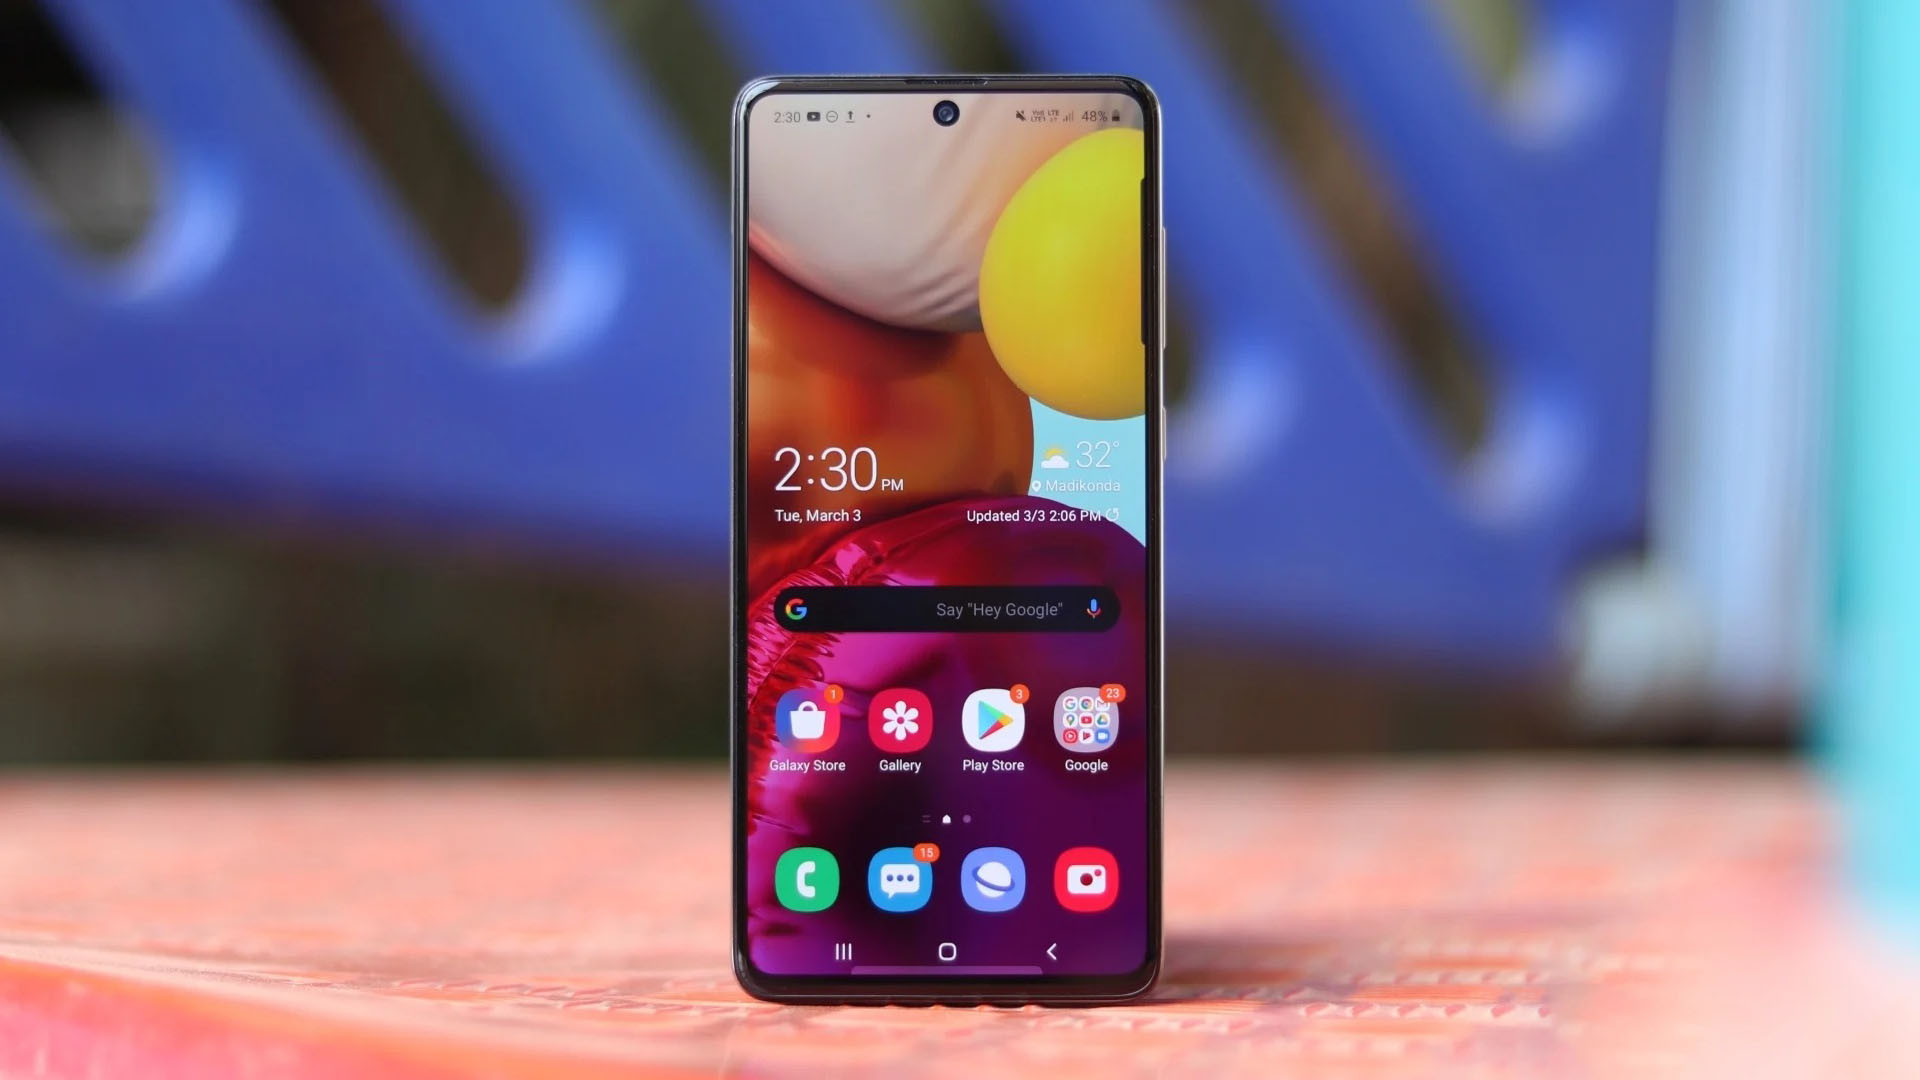 2:30 48%
2:30 PM
32°
Madikonda
Tue, March 3
Updated 3/3 2:06 PM
Say "Hey Google"
1
3
23
Galaxy Store
Gallery
Play Store
Google
15